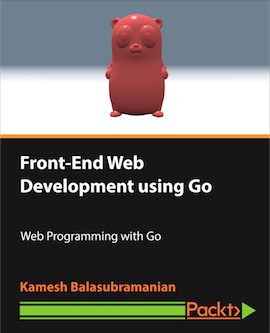 Front-End Web
Development using Go
Web Programming with Go
Kamesh Balasubramanian
Packt>